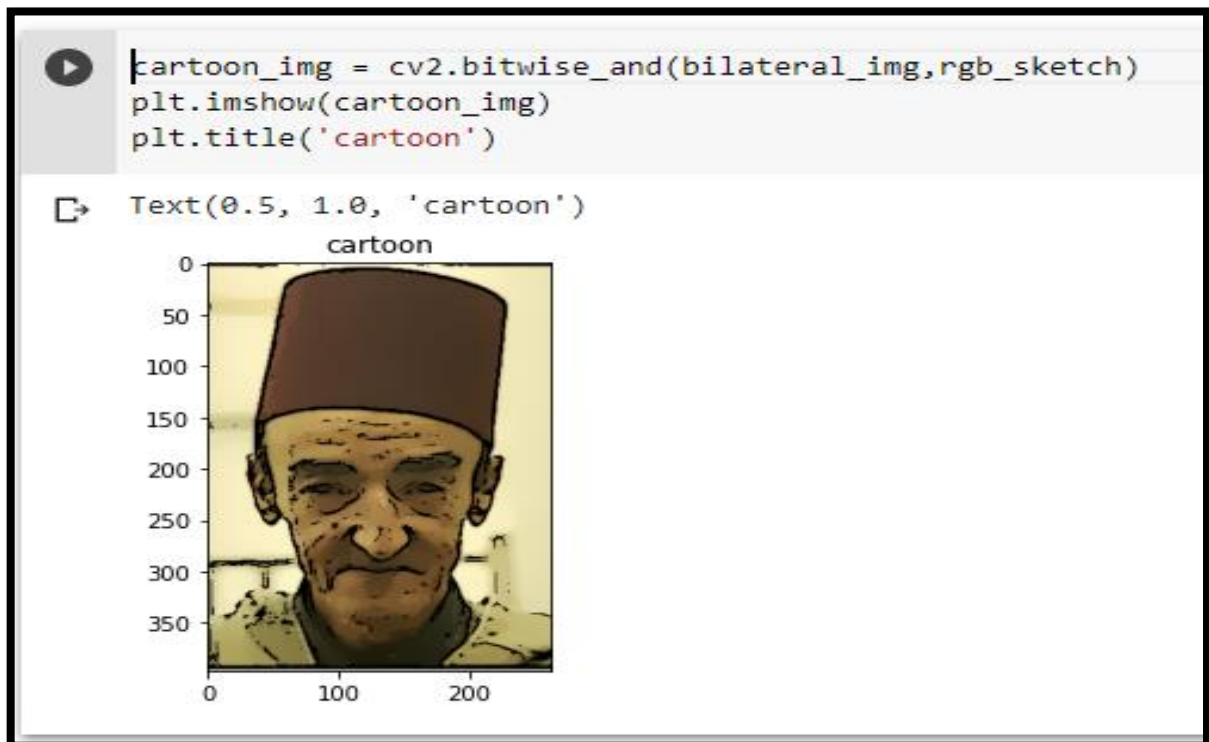 cartoon_img = cv2.bitwise_and(bilateral_img,rgb_sketch)
plt.imshow(cartoon_img)
plt.title('cartoon')
Text(0.5, 1.0, 'cartoon')
cartoon
0
50
100
150
200
250
300
350
0 100 200